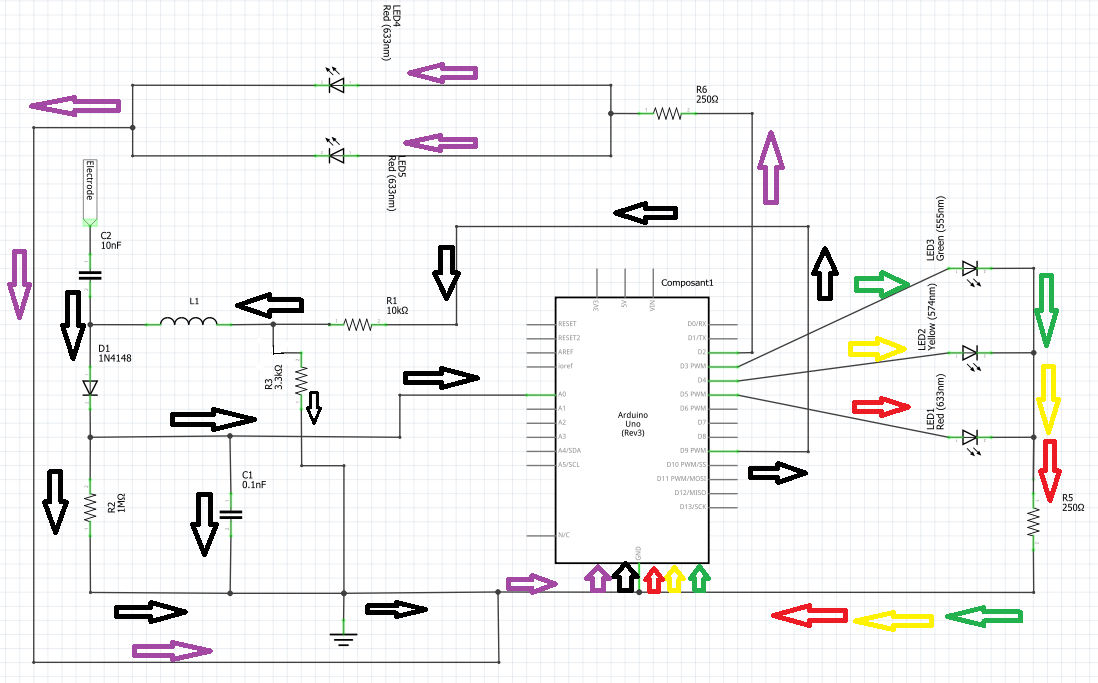 LED4
Red (633nm)
R6
250Ω
LED5
Red (633nm)
Electrode
C2
10nF
LED3
Green (555nm)
Composant1
L1
R1
10kΩ
LED2
Yellow (574nm)
D1
1N4148
R3
3.3kΩ
LED1
Red (633nm)
3V3
5V
VIN
RESET
RESET2
AREF
ioref
A0
A1
A2
A3
A4/SDA
A5/SCL
N/C
D0/RX
D1/TX
D2
D3 PWM
D4
D5 PWM
D6 PWM
D7
D8
D9 PWM
D10 PWM/SS
D11 PWM/MOSI
D12/MISO
D13/SCK
Arduino
Uno
(Rev3)
GND
R2
1MΩ
C1
0.1nF
R5
250Ω